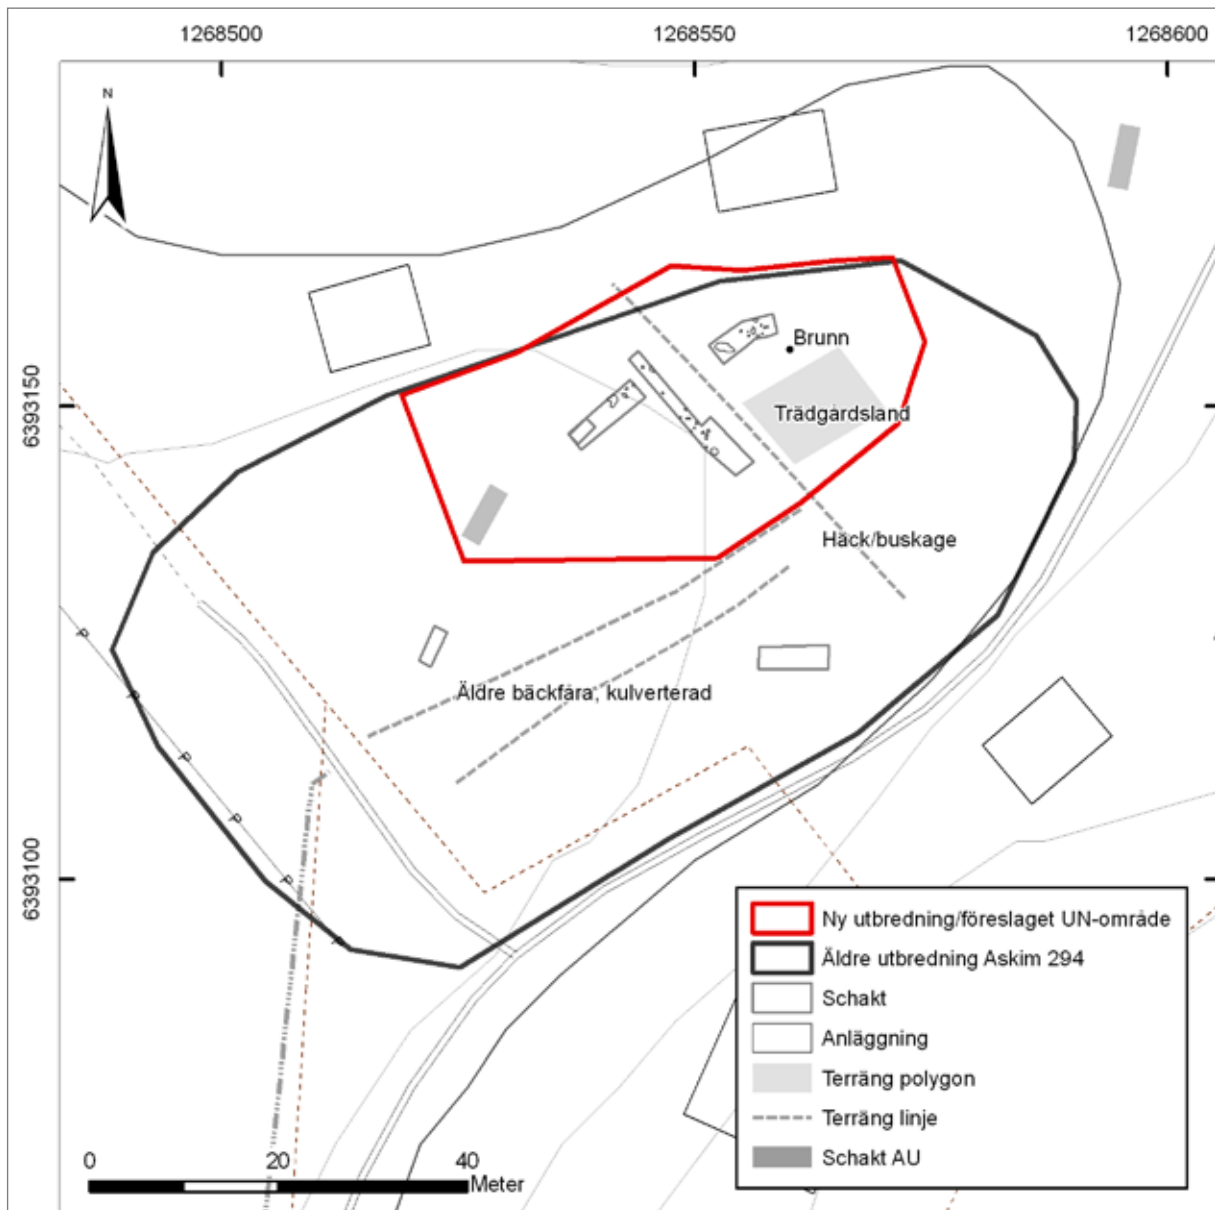 1268500 1268550 1268600
N
6393150
Brunn
Trädgårdsland
Häck/buskage
P
P
P
P
P
P
Äldre bäckfåra, kulverterad
6393100
Ny utbredning/föreslaget UN-område
Äldre utbredning Askim 294
Schakt
Anläggning
Terräng polygon
Terräng linje
Schakt AU
0 20 40
Meter